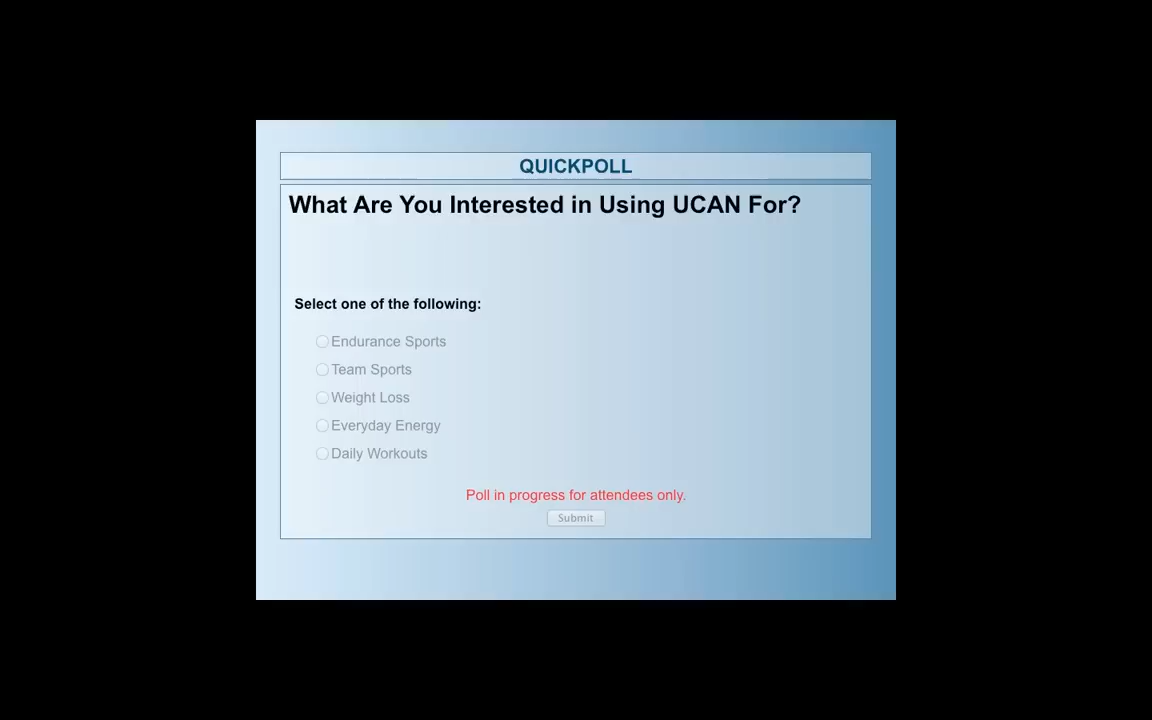 QUICKPOLL
What Are You Interested in Using UCAN For?
Select one of the following:
Endurance Sports
Team Sports
Weight Loss
Everyday Energy
Daily Workouts
Poll in progress for attendees only.
Submit